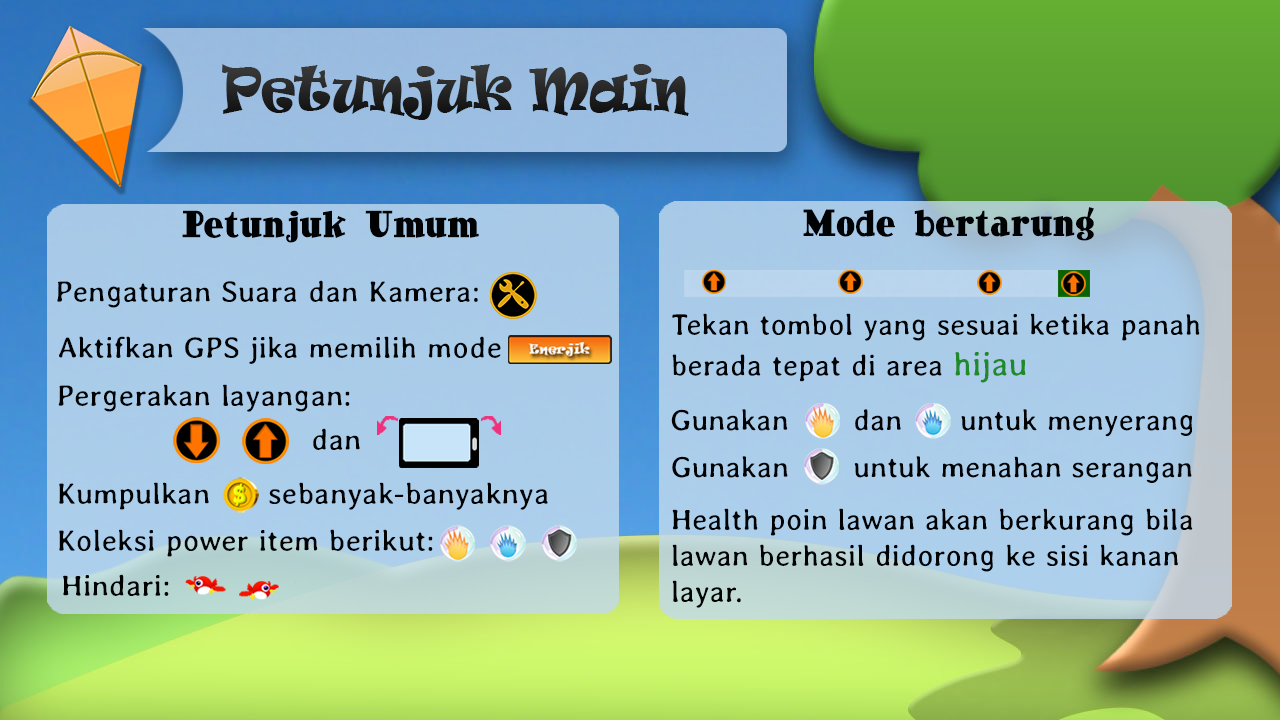 Petunjuk Main
Petunjuk Umum
Pengaturan Suara dan Kamera:
Aktifkan GPS jika memilih mode Enerjik
Pergerakan layangan:
dan
Kumpulkan $ sebanyak-banyaknya
Koleksi power item berikut:
Hindari:
Mode bertarung
Tekan tombol yang sesuai ketika panah
berada tepat di area hijau
Gunakan dan untuk menyerang
Gunakan untuk menahan serangan
Health poin lawan akan berkurang bila
lawan berhasil didorong ke sisi kanan
layar.